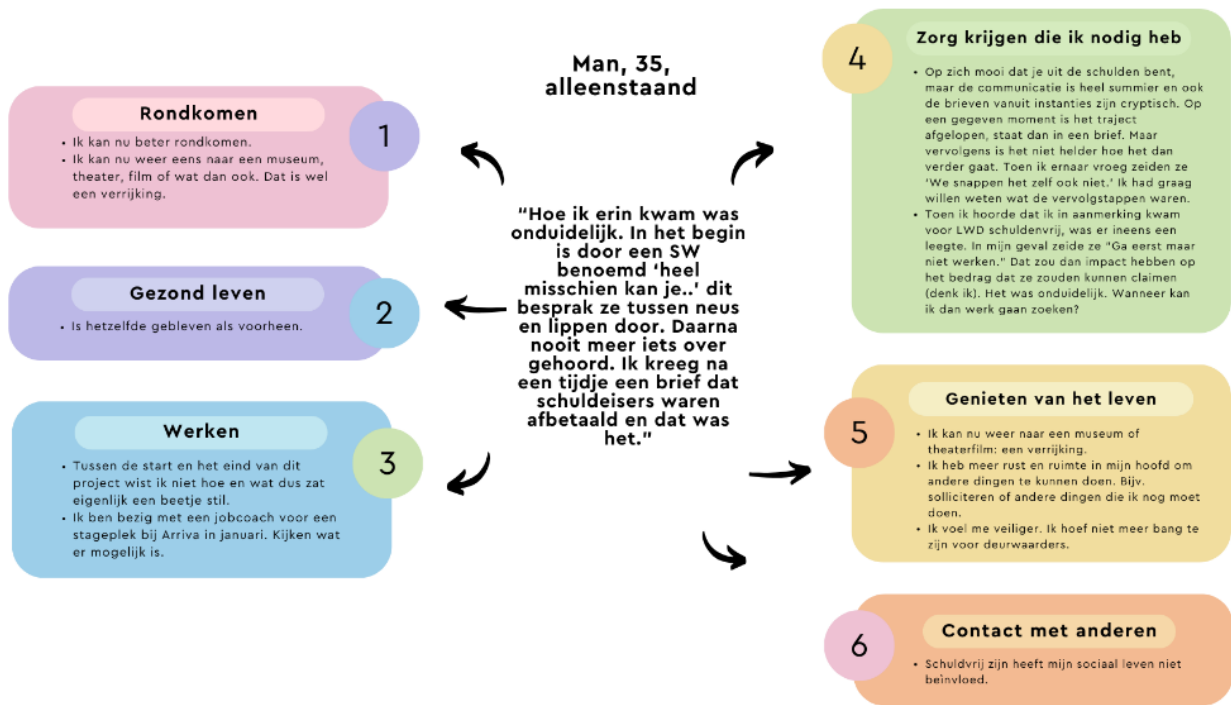 Man, 35,
alleenstaand
"Hoe ik erin kwam was
onduidelijk. In het begin
is door een SW
benoemd 'heel
misschien kan je..' dit
besprak ze tussen neus
en lippen door. Daarna
nooit meer iets over
gehoord. Ik kreeg na
een tijdje een brief dat
schuldeisers waren
afbetaald en dat was
het."
Rondkomen
1
• Ik kan nu beter rondkomen.
• Ik kan nu weer eens naar een museum,
theater, film of wat dan ook. Dat is wel
een verrijking.
Gezond leven
2
• Is hetzelfde gebleven als voorheen.
Werken
3
• Tussen de start en het eind van dit
project wist ik niet hoe en wat dus zat
eigenlijk een beetje stil.
• Ik ben bezig met een jobcoach voor een
stageplek bij Arriva in januari. Kijken wat
er mogelijk is.
4
Zorg krijgen die ik nodig heb
• Op zich mooi dat je uit de schulden bent,
maar de communicatie is heel summier en ook
de brieven vanuit instanties zijn cryptisch. Op
een gegeven moment is het traject
afgelopen, staat dan in een brief. Maar
vervolgens is het niet helder hoe het dan
verder gaat. Toen ik ernaar vroeg zeiden ze
'We snappen het zelf ook niet.' Ik had graag
willen weten wat de vervolgstappen waren.
• Toen ik hoorde dat ik in aanmerking kwam
voor LWD schuldenvrij, was er ineens een
leegte. In mijn geval zeide ze "Ga eerst maar
niet werken." Dat zou dan impact hebben op
het bedrag dat ze zouden kunnen claimen
(denk ik). Het was onduidelijk. Wanneer kan
ik dan werk gaan zoeken?
5
Genieten van het leven
• Ik kan nu weer naar een museum of
theaterfilm: een verrijking.
• Ik heb meer rust en ruimte in mijn hoofd om
andere dingen te kunnen doen. Bijv.
solliciteren of andere dingen die ik nog moet
doen.
• Ik voel me veiliger. Ik hoef niet meer bang te
zijn voor deurwaarders.
6
Contact met anderen
• Schuldvrij zijn heeft mijn sociaal leven niet
beïnvloed.